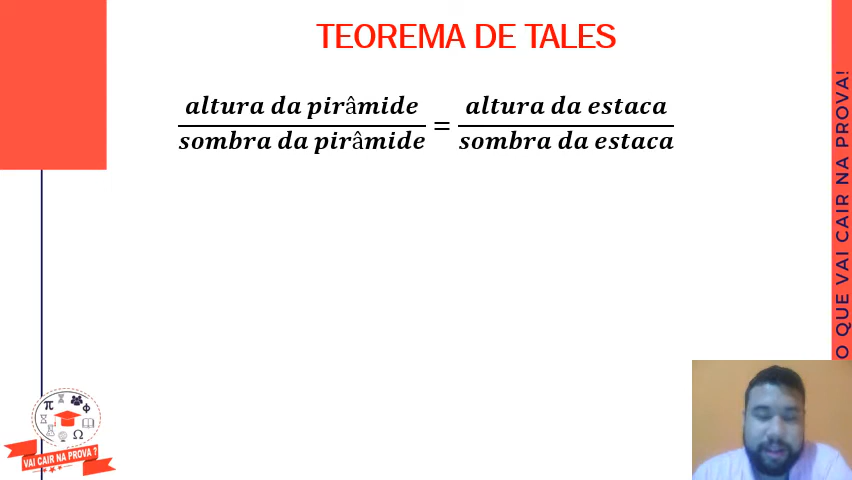 TEOREMA DE TALES
altura da pirâmide / sombra da pirâmide = altura da estaca / sombra da estaca
O QUE VAI CAIR NA PROVA!
π Φ Ω
VAI CAIR NA PROVA ?